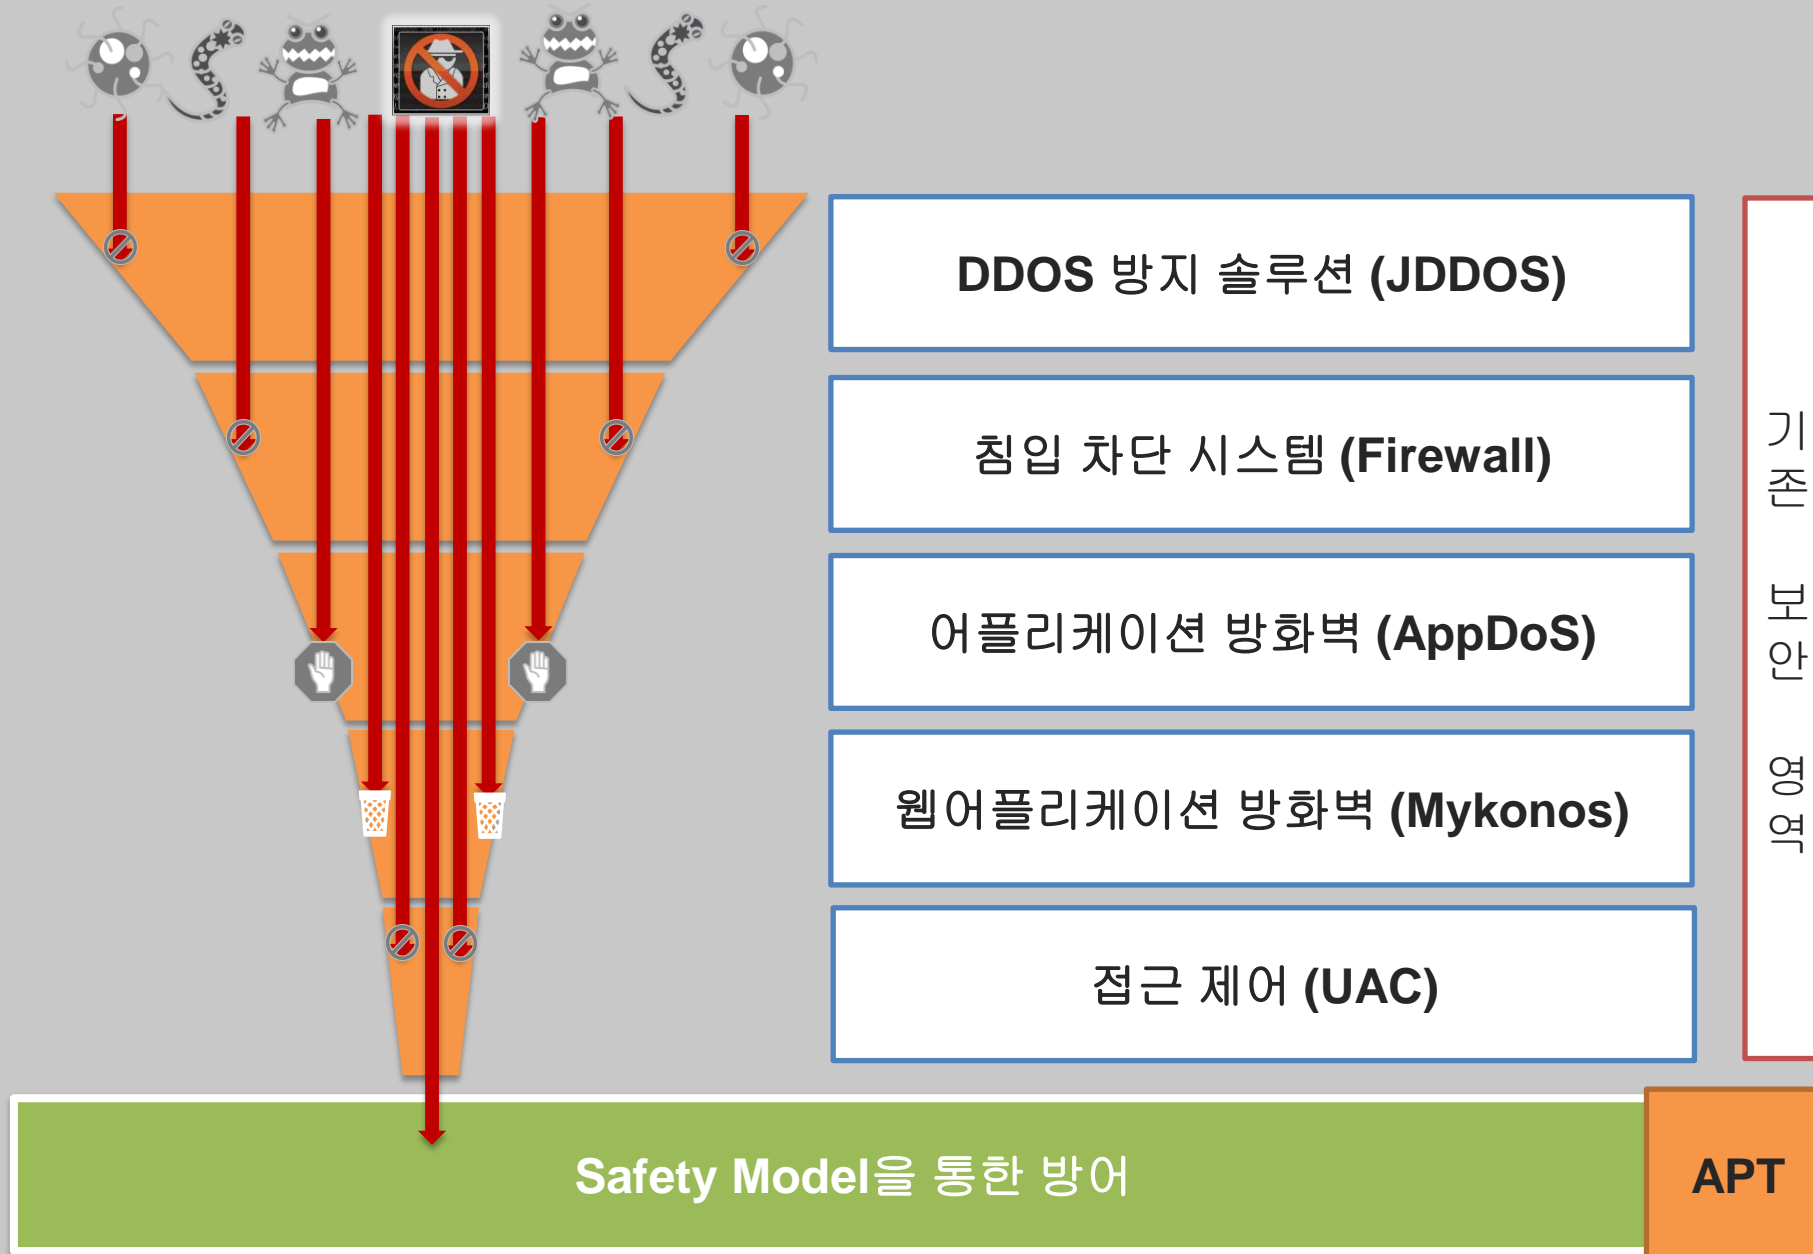 DDOS 방지 솔루션 (JDDOS)
침입 차단 시스템 (Firewall)
어플리케이션 방화벽 (AppDoS)
웹어플리케이션 방화벽 (Mykonos)
접근 제어 (UAC)
기
존
보
안
영
역
Safety Model을 통한 방어
APT